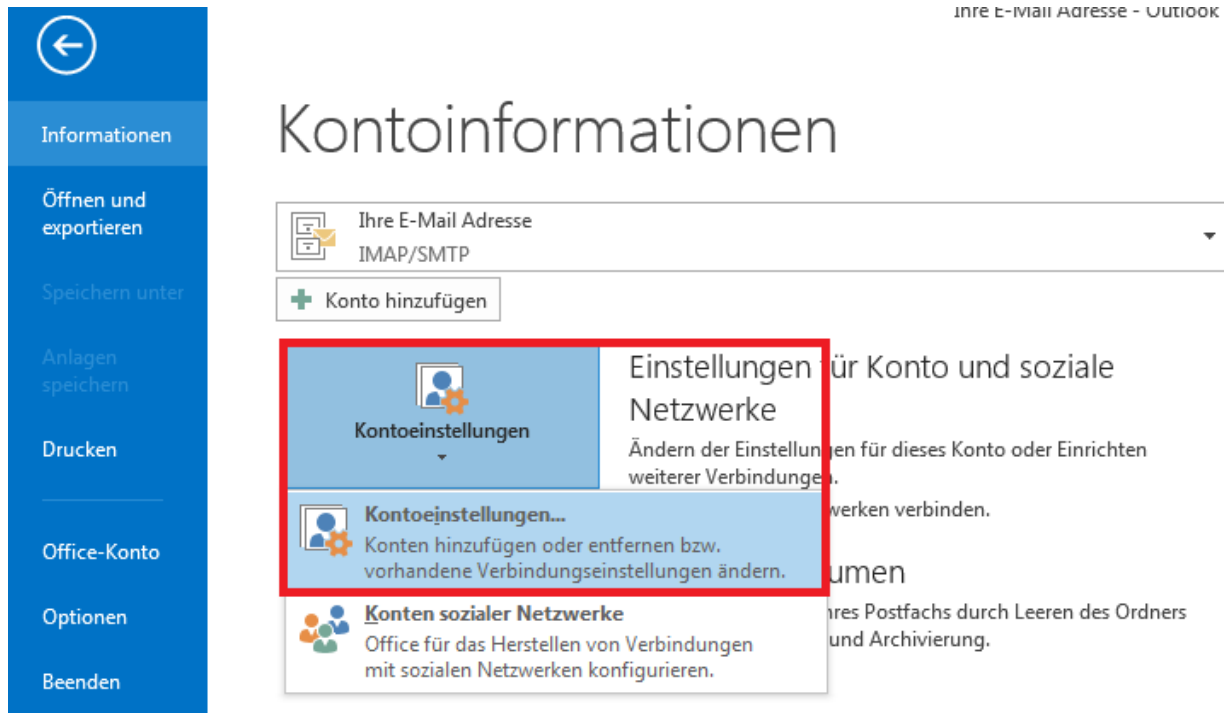 Ihre E-Mail Adresse - Outlook
Informationen
Öffnen und
exportieren
Speichern unter
Anlagen
speichern
Drucken
Office-Konto
Optionen
Beenden
Kontoinformationen
Ihre E-Mail Adresse
IMAP/SMTP
Konto hinzufügen
Kontoeinstellungen
Einstellungen für Konto und soziale
Netzwerke
Ändern der Einstellungen für dieses Konto oder Einrichten
weiterer Verbindungen.
werken verbinden.
Kontoeinstellungen...
Konten hinzufügen oder entfernen bzw.
vorhandene Verbindungseinstellungen ändern.
Konten sozialer Netzwerke
Office für das Herstellen von Verbindungen
mit sozialen Netzwerken konfigurieren.
umen
hres Postfachs durch Leeren des Ordners
und Archivierung.